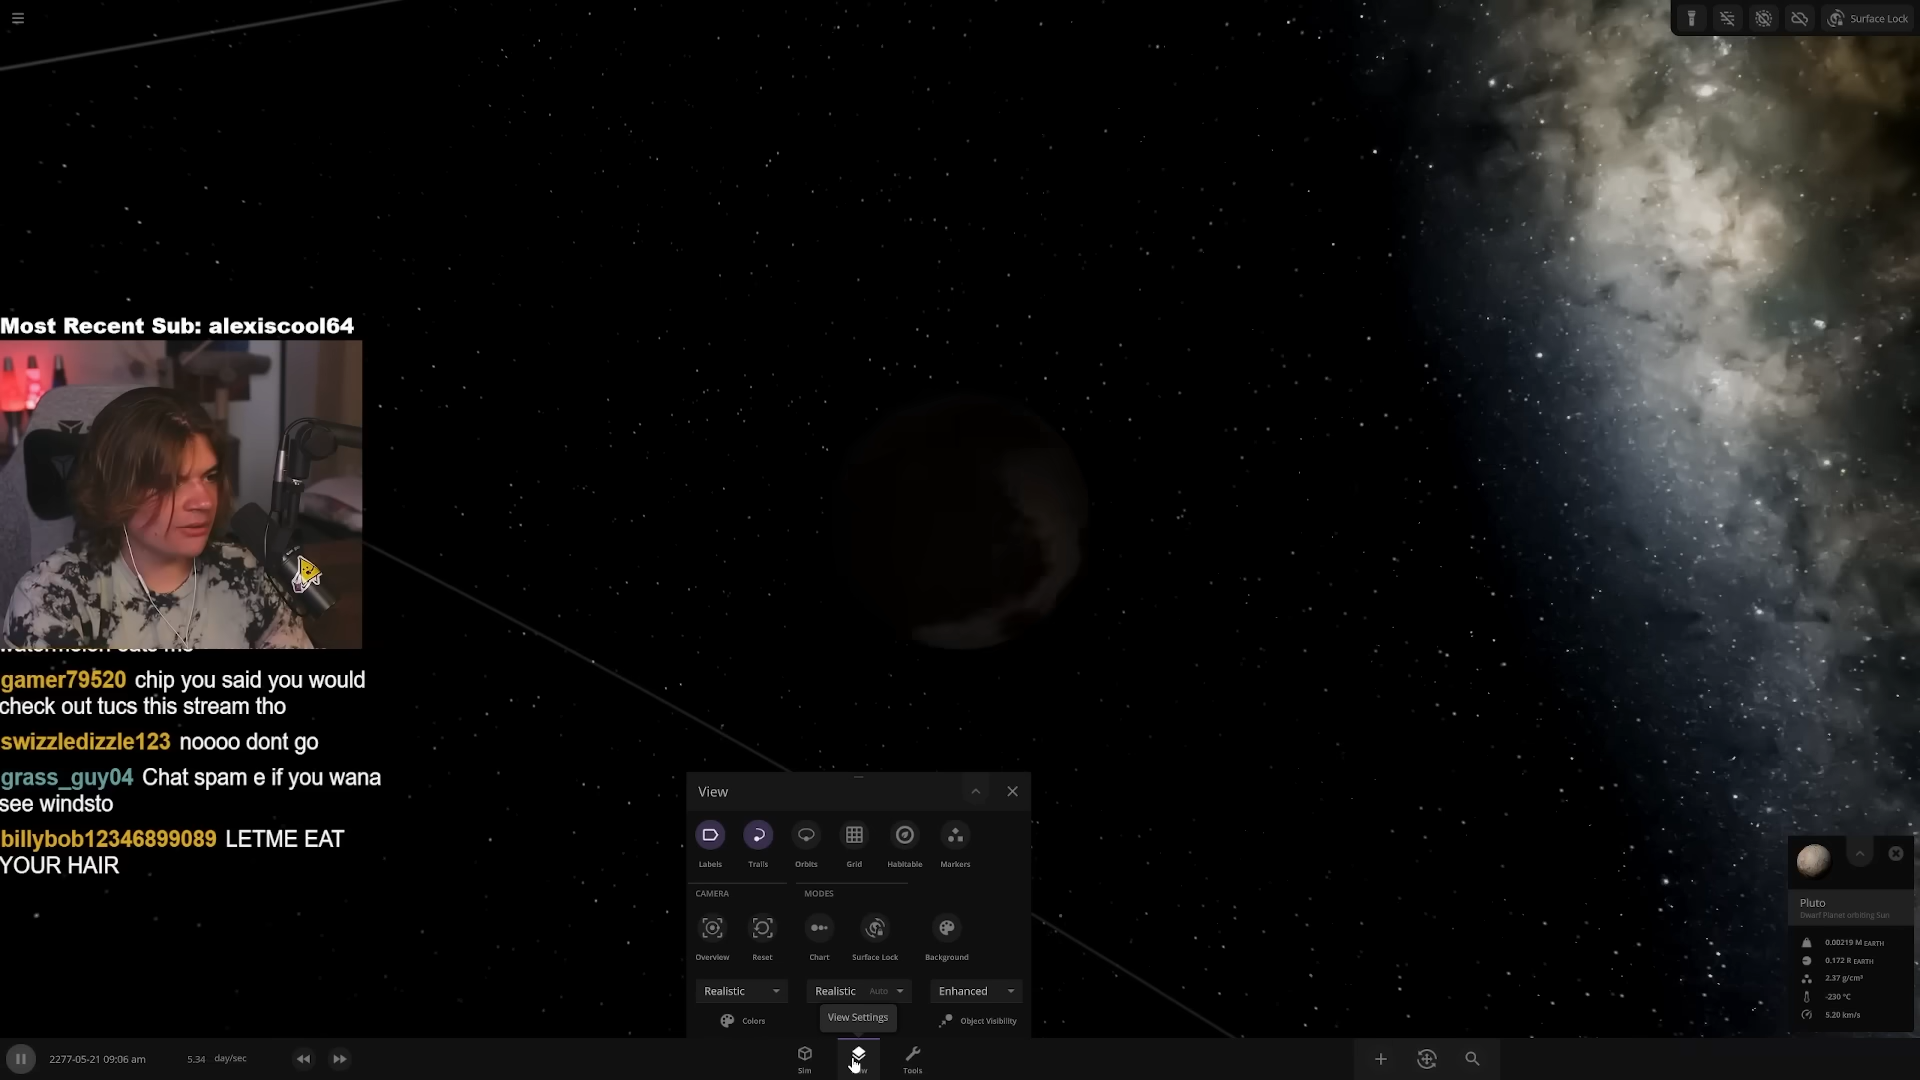 Surface Lock
Most Recent Sub: alexiscool64
gamer79520 chip you said you would
check out tucs this stream tho
swizzledizzle123 noooo dont go
grass_guy04 Chat spam e if you wana
see windsto
billybob12346899089 LETME EAT
YOUR HAIR
View
Labels Trails Orbits Grid Habitable Markers
CAMERA MODES
Overview Reset Chart Surface Lock Background
Realistic Realistic Auto Enhanced
View Settings
Colors Object Visibility
Pluto
Dwarf Planet orbiting Sun
0.00219 M EARTH
0.172 R EARTH
2.37 g/cm³
-230 °C
5.20 km/s
2277-05-21 09:06 am 5.34 day/sec
Sim Tools